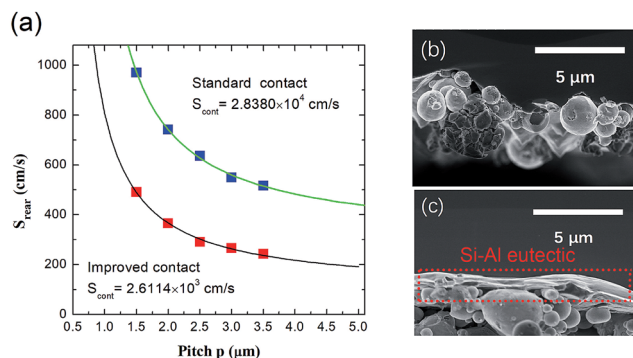 (a)
1000
800
600
400
200
0
S_rear (cm/s)
Standard contact
S_cont= 2.8380×10^4 cm/s
Improved contact
S_cont= 2.6114×10^3 cm/s
0.5 1.0 1.5 2.0 2.5 3.0 3.5 4.0 4.5 5.0
Pitch p (μm)
(b)
5 μm
(c)
5 μm
Si-Al eutectic